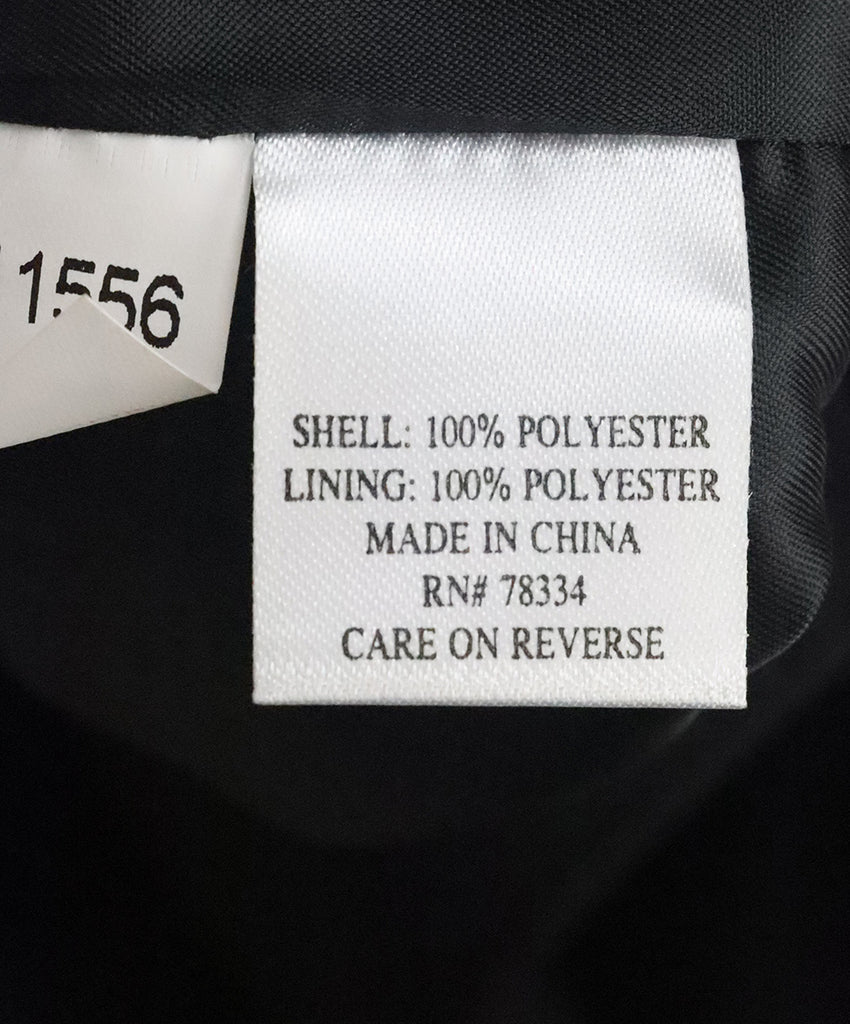 1556
SHELL: 100% POLYESTER
LINING: 100% POLYESTER
MADE IN CHINA
RN# 78334
CARE ON REVERSE